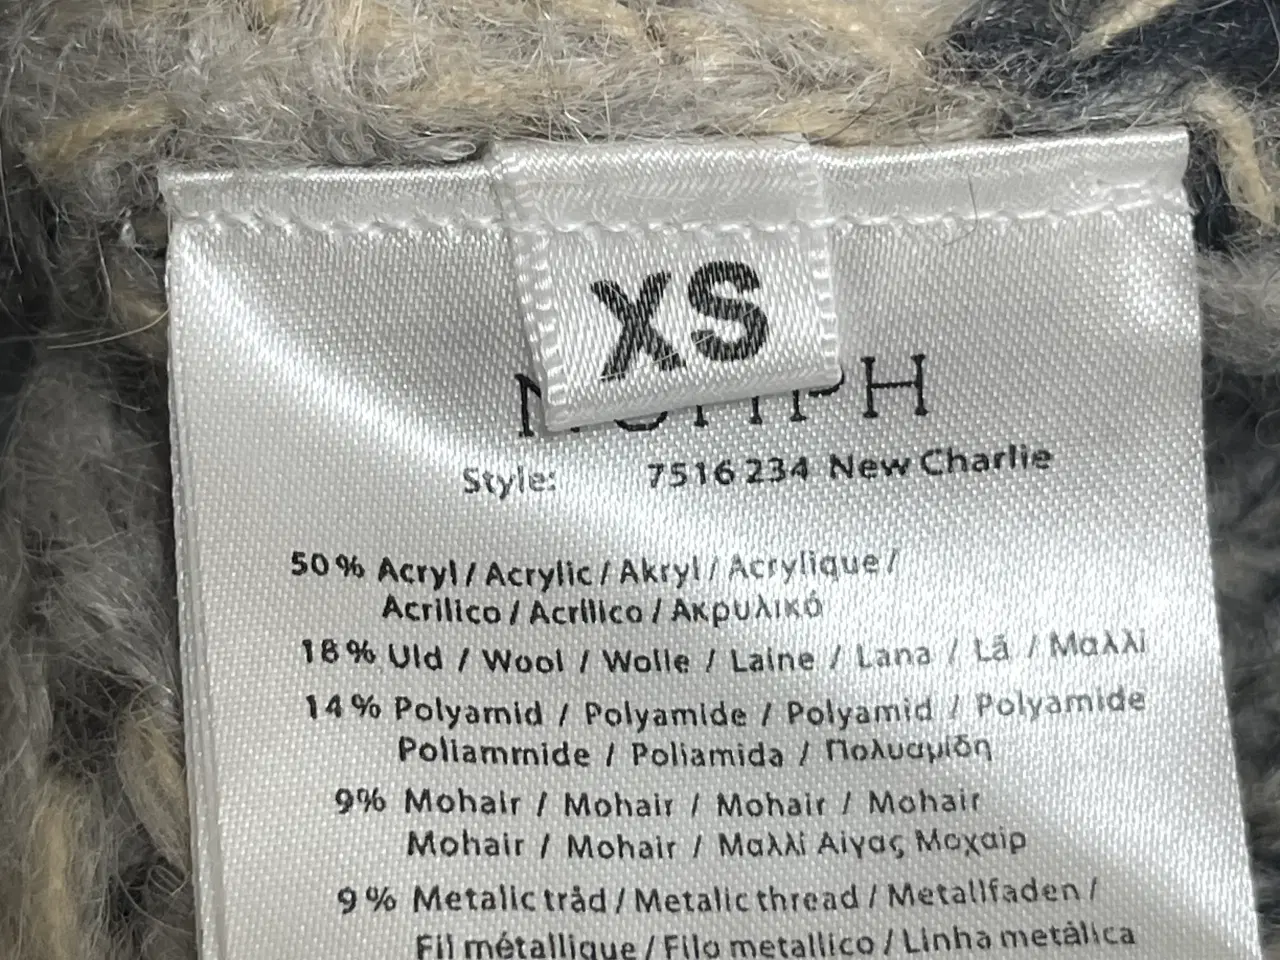 XS
Style: 7516 234 New Charlie
50% Acryl / Acrylic / Akryl / Acrylique /
Acrilico / Acrílico / Ακρυλικό
18% Uld / Wool / Wolle / Laine / Lana / Lã / Μαλλί
14% Polyamid / Polyamide / Polyamid / Polyamide
Poliammide / Poliamida / Πολυαμίδη
9% Mohair / Mohair / Mohair / Mohair
Mohair / Mohair / Μαλλί Αίγας Μοχαίρ
9% Metalic tråd / Metalic thread / Metallfaden /
Fil métallique / Filo metallico / Linha metálica